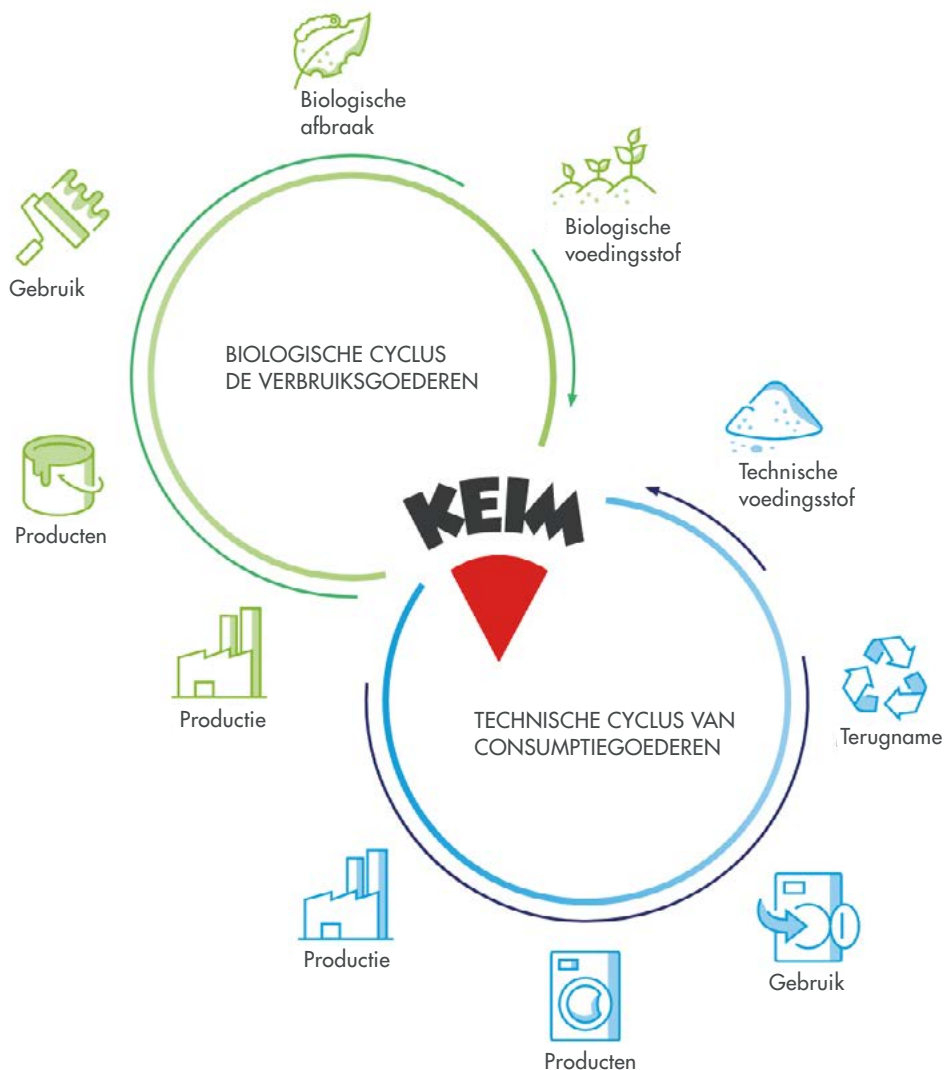 Biologische
afbraak
Biologische
voedingsstof
Gebruik
BIOLOGISCHE CYCLUS
DE VERBRUIKSGOEDEREN
Producten
Productie
KEIM
Technische
voedingsstof
TECHNISCHE CYCLUS VAN
CONSUMPTIEGOEDEREN
Terugname
Productie
Gebruik
Producten